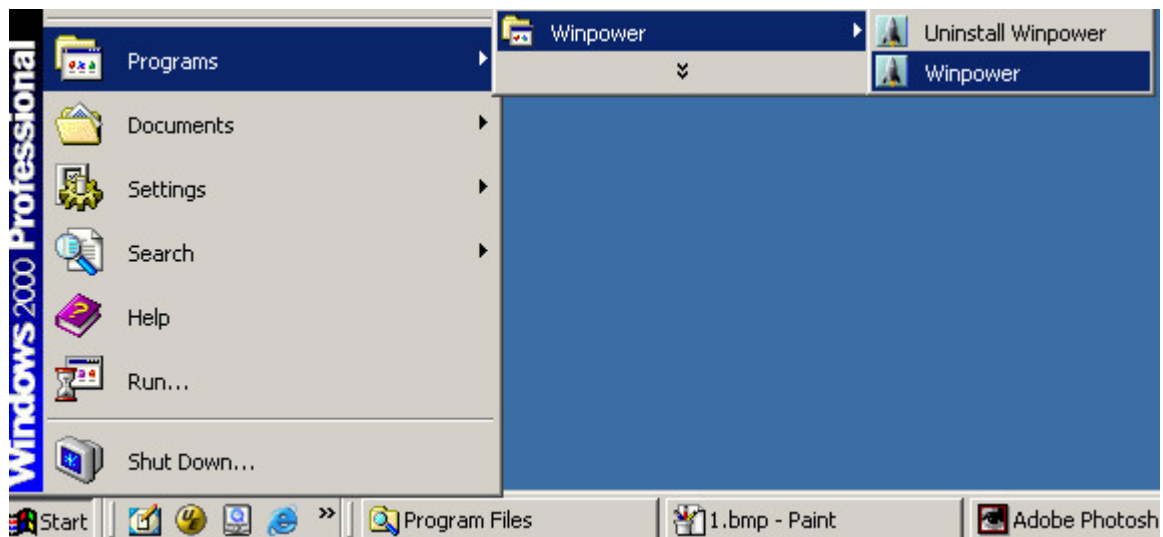 Winpower
Uninstall Winpower
Winpower
Programs
Documents
Settings
Search
Help
Run...
Shut Down...
Windows 2000 Professional
Start
Program Files
1.bmp - Paint
Adobe Photosh